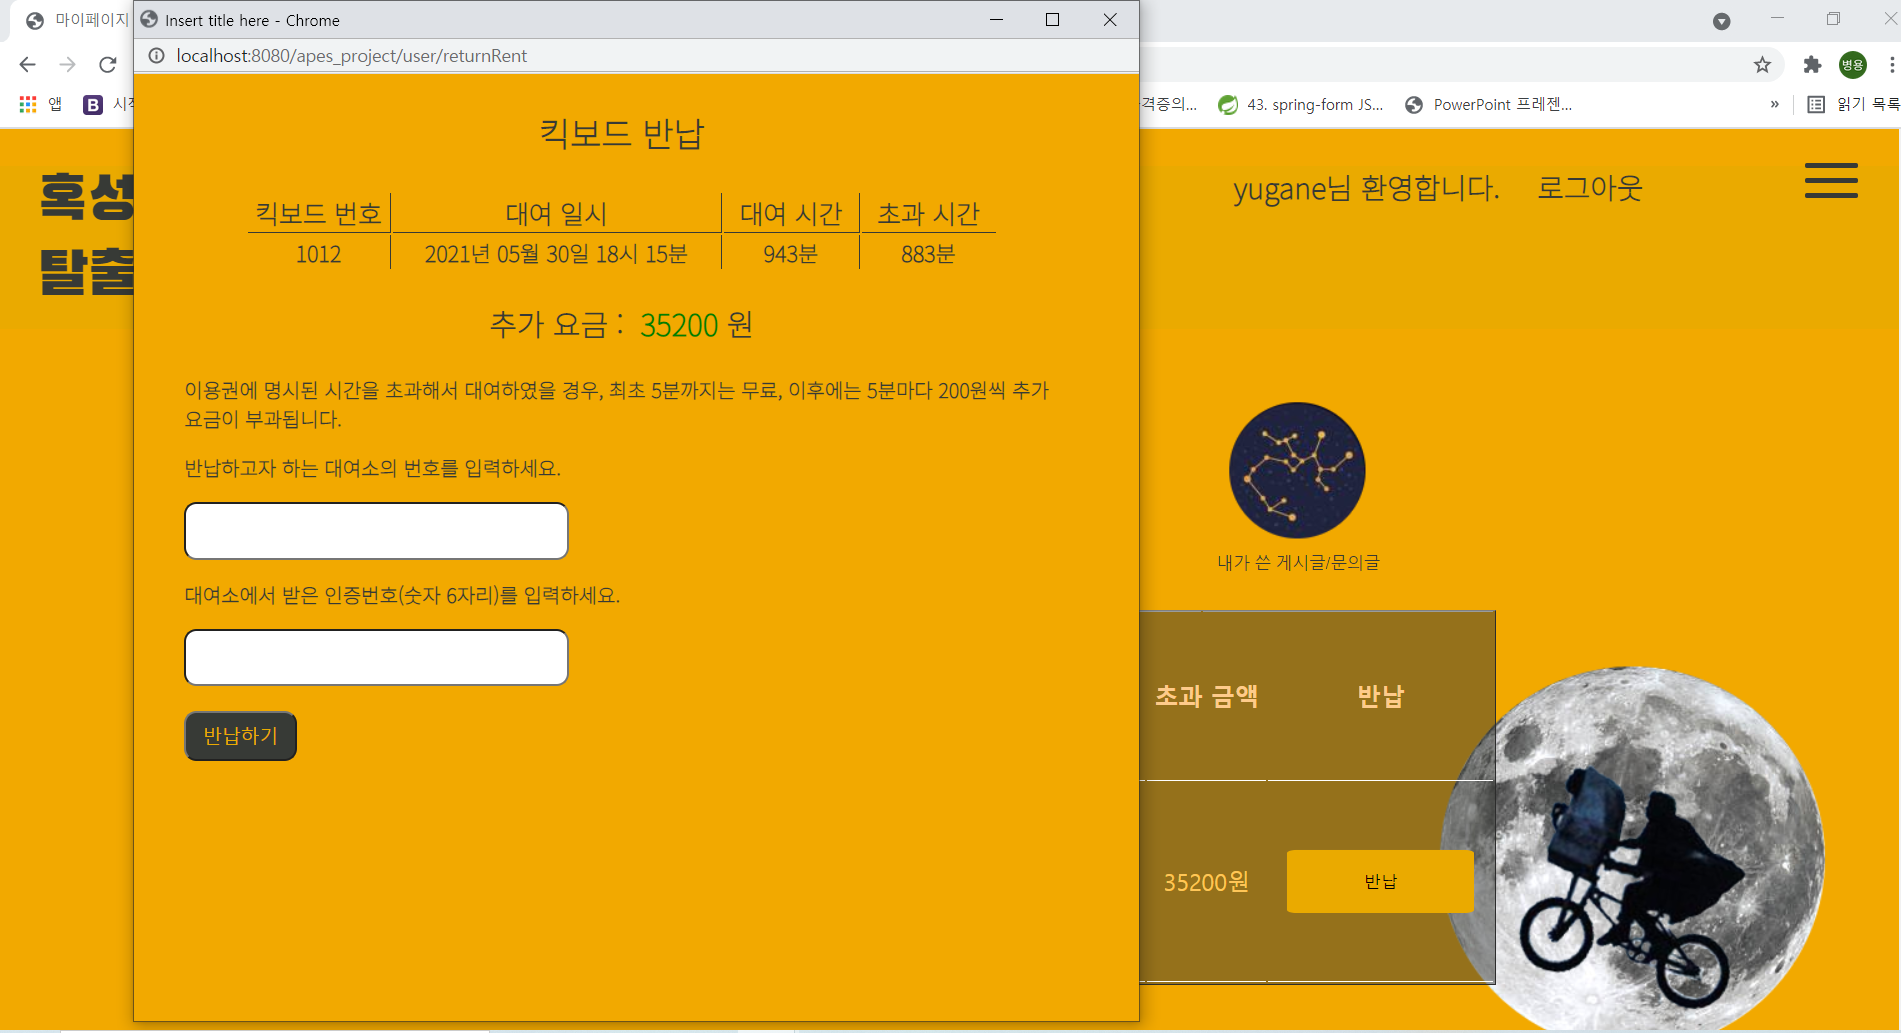 마이페이지
Insert title here - Chrome
localhost:8080/apes_project/user/returnRent
병용
앱
B
격증의...
43. spring-form JS...
PowerPoint 프레젠...
»
읽기 목록
혹성
탈출
yugane님 환영합니다.
로그아웃
킥보드 반납
킥보드 번호 대여 일시 대여 시간 초과 시간
1012 2021년 05월 30일 18시 15분 943분 883분
추가 요금 : 35200 원
이용권에 명시된 시간을 초과해서 대여하였을 경우, 최초 5분까지는 무료, 이후에는 5분마다 200원씩 추가
요금이 부과됩니다.
반납하고자 하는 대여소의 번호를 입력하세요.
대여소에서 받은 인증번호(숫자 6자리)를 입력하세요.
반납하기
내가 쓴 게시글/문의글
초과 금액 반납
35200원 반납